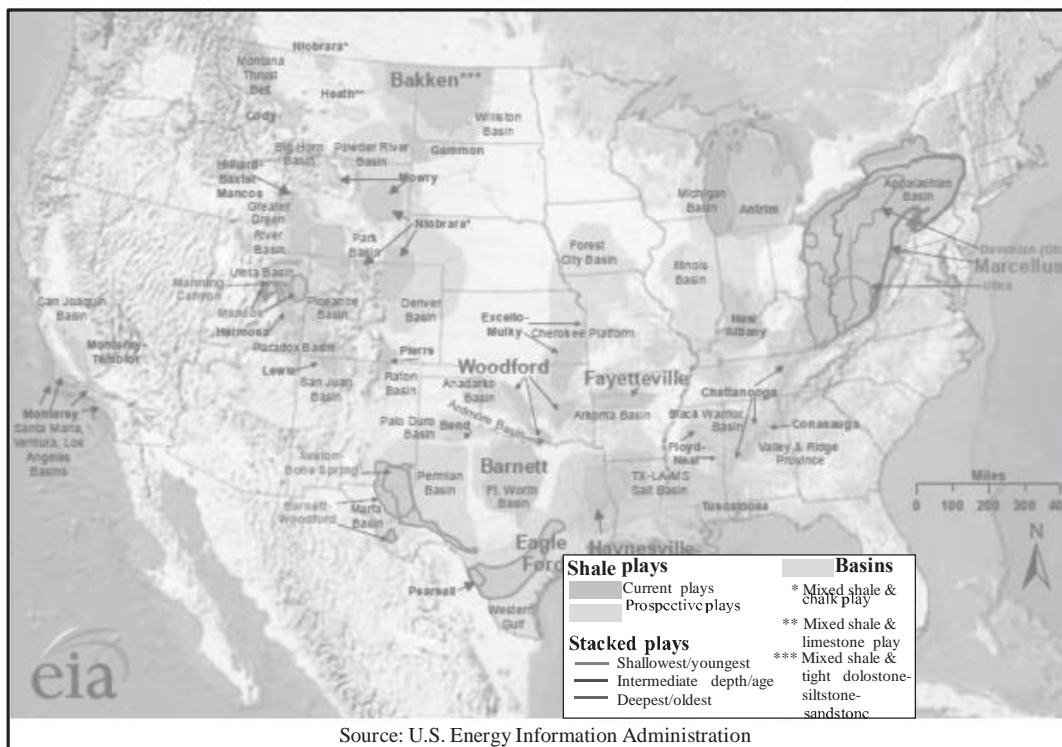 Niobrara*
Montana
Thrust
Belt
Bakken***
Heath**
Cody
Williston
Basin
Big Horn
Basin
Powder River
Basin
Gammon
Hilliard-
Baxter-
Mancos
Mowry
Greater
Green
River
Basin
Niobrara*
Park
Basin
Michigan
Basin
Antrim
Appalachian
Basin
Forest
City Basin
Illinois
Basin
Marcellus
Utica
Uinta Basin
Manning
Canyon
Mancos
Piceance
Basin
Denver
Basin
Hermosa
Paradox Basin
San Joaquin
Basin
Monterey-
Temblor
Excello-
Mulky
Cherokee Platform
New
Albany
Pierre
Lewis
San Juan
Basin
Raton
Basin
Woodford
Anadarko
Basin
Fayetteville
Chattanooga
Monterey
Santa Maria,
Ventura, Los
Angeles
Basins
Palo Duro
Basin
Bend
Ardmore Basin
Arkoma Basin
Black Warrior
Basin
Conasauga
Floyd-
Neal
Valley & Ridge
Province
Avalon-
Bone Spring
Permian
Basin
Barnett
Ft. Worth
Basin
TX-LA-MS
Salt Basin
Barnett-
Woodford
Marfa
Basin
Tuscaloosa
Miles
0 100 200 300 400
N
Eagle
Ford
Haynesville-
Pearsall
Western
Gulf
eia
Shale plays
Current plays
Prospective plays
Stacked plays
Shallowest/youngest
Intermediate depth/age
Deepest/oldest
Basins
* Mixed shale &
chalk play
** Mixed shale &
limestone play
*** Mixed shale &
tight dolostone-
siltstone-
sandstone
Source: U.S. Energy Information Administration